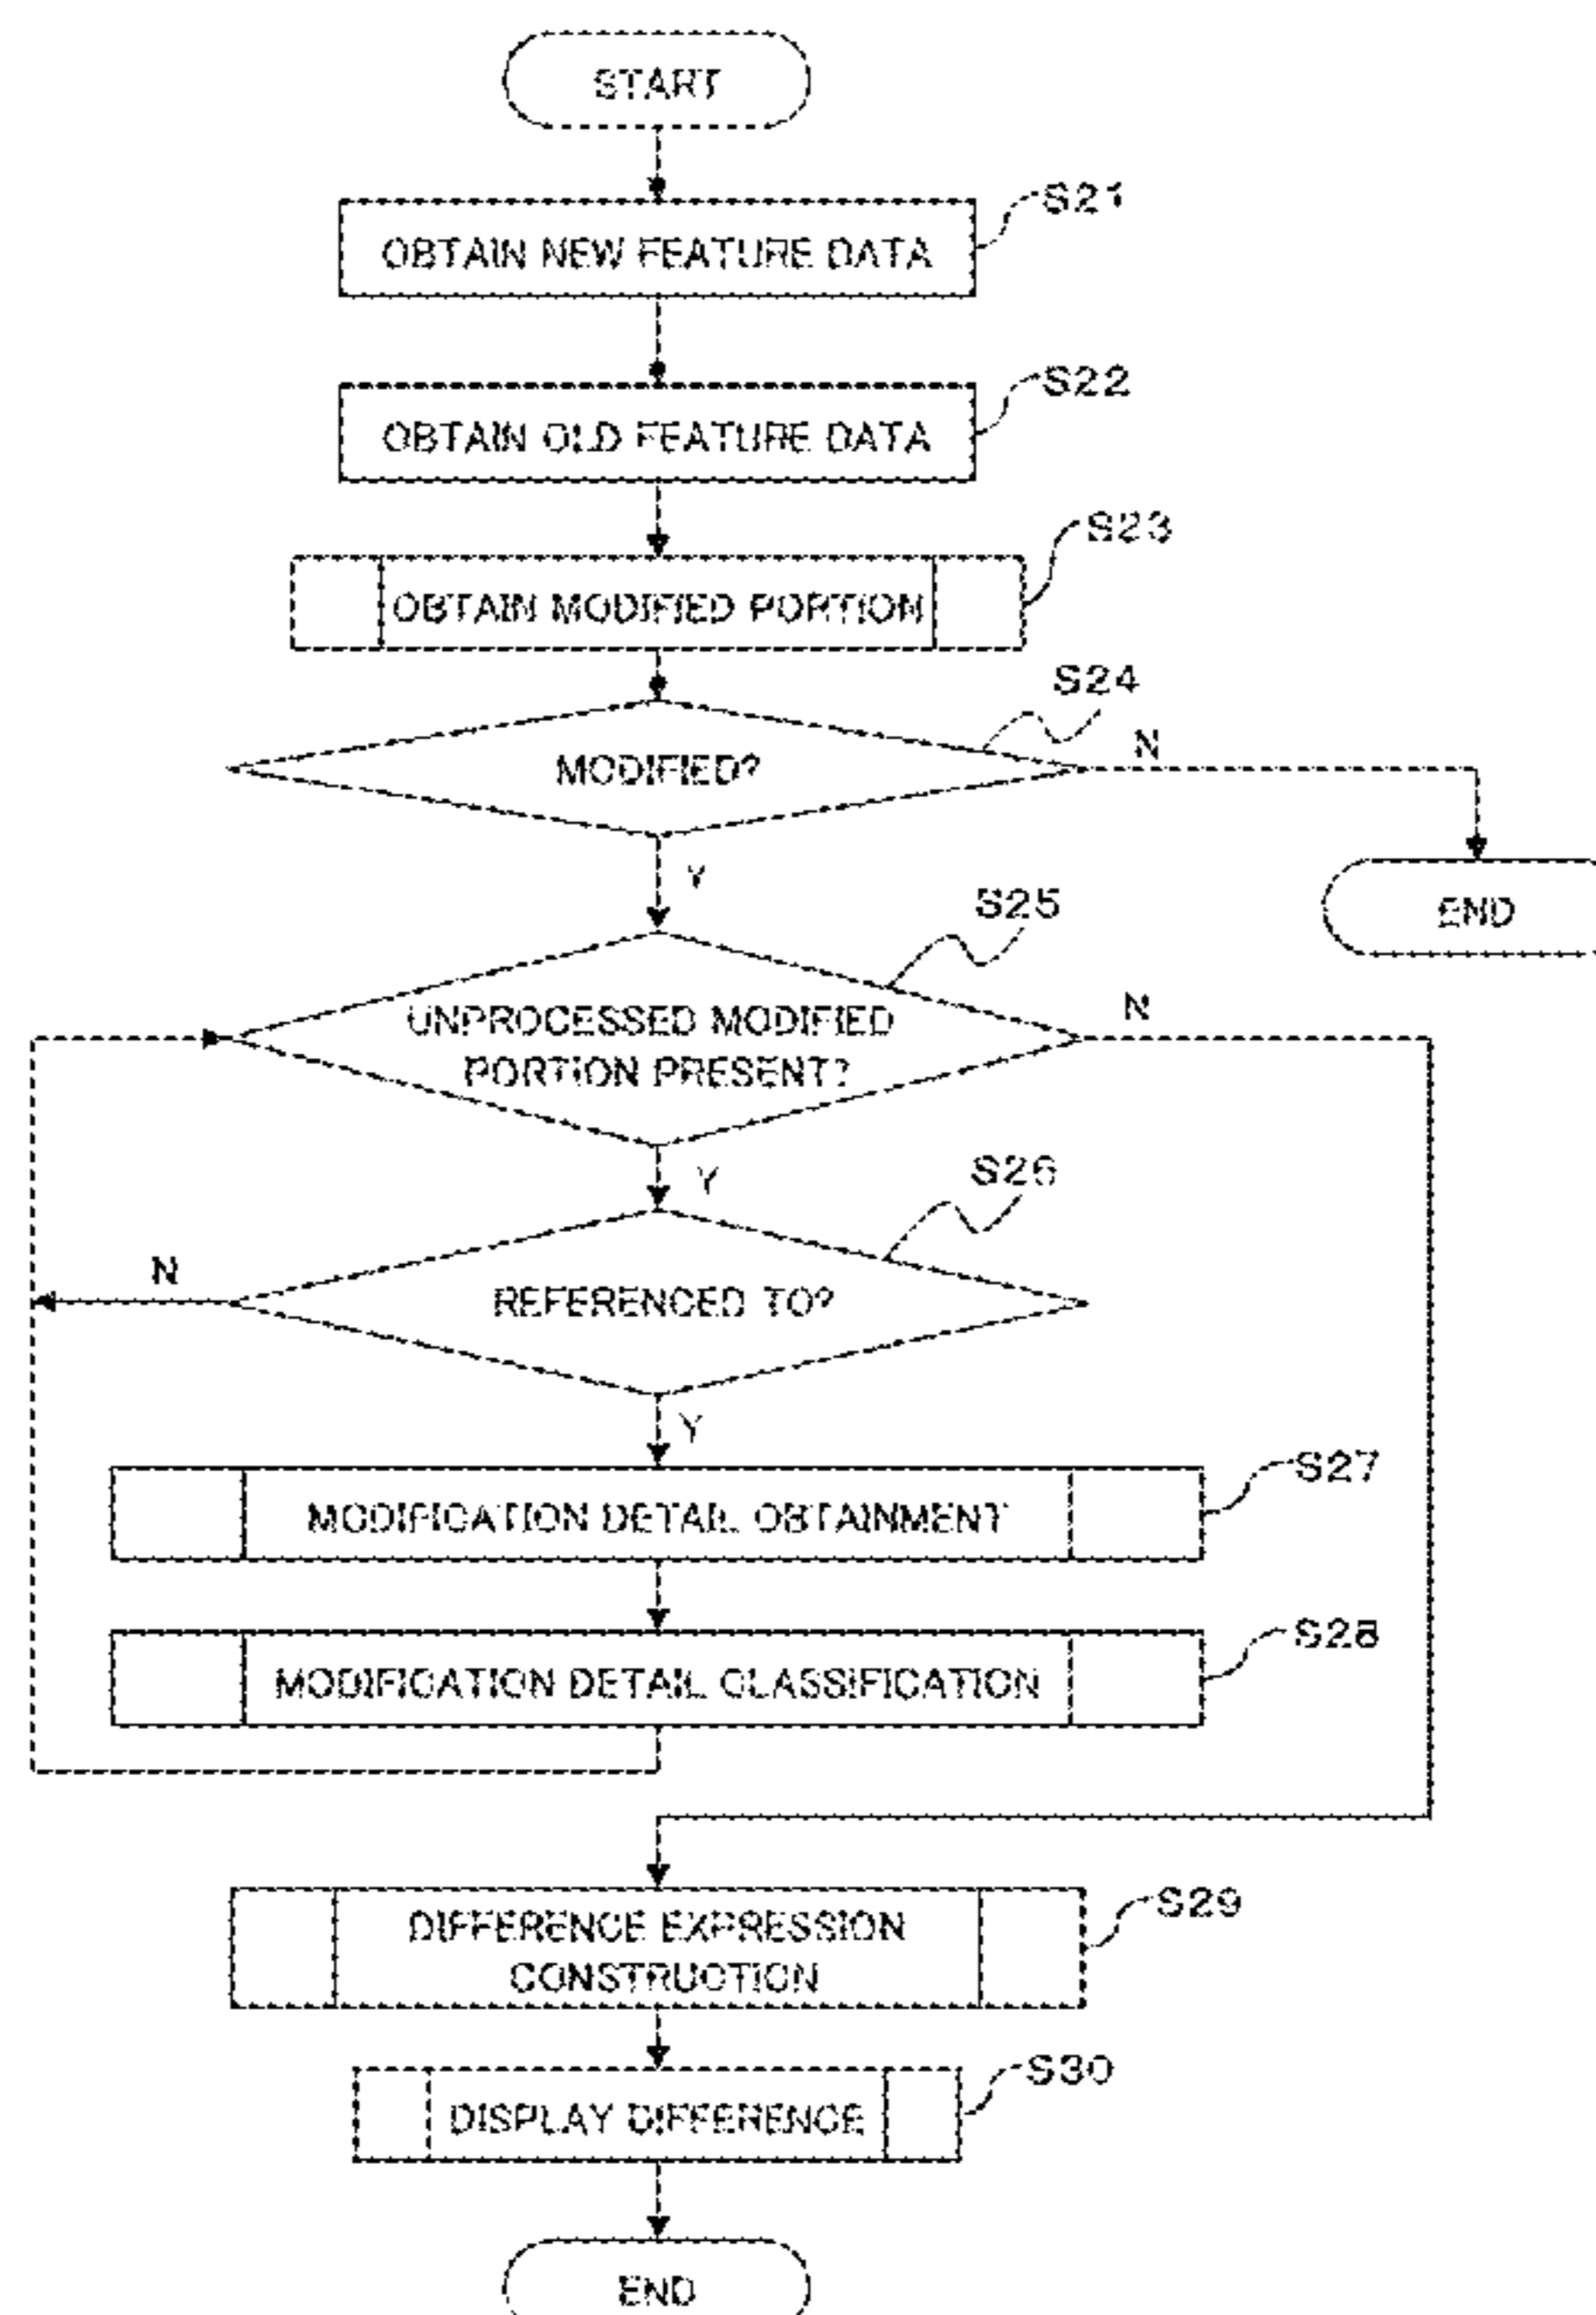 START
S21
OBTAIN NEW FEATURE DATA
S22
OBTAIN OLD FEATURE DATA
S23
OBTAIN MODIFIED PORTION
S24
MODIFIED?
N
Y
END
S25
UNPROCESSED MODIFIED
PORTION PRESENT?
N
Y
S26
REFERENCED TO?
N
Y
S27
MODIFICATION DETAIL OBTAINMENT
S28
MODIFICATION DETAIL CLASSIFICATION
S29
DIFFERENCE EXPRESSION
CONSTRUCTION
S30
DISPLAY DIFFERENCE
END